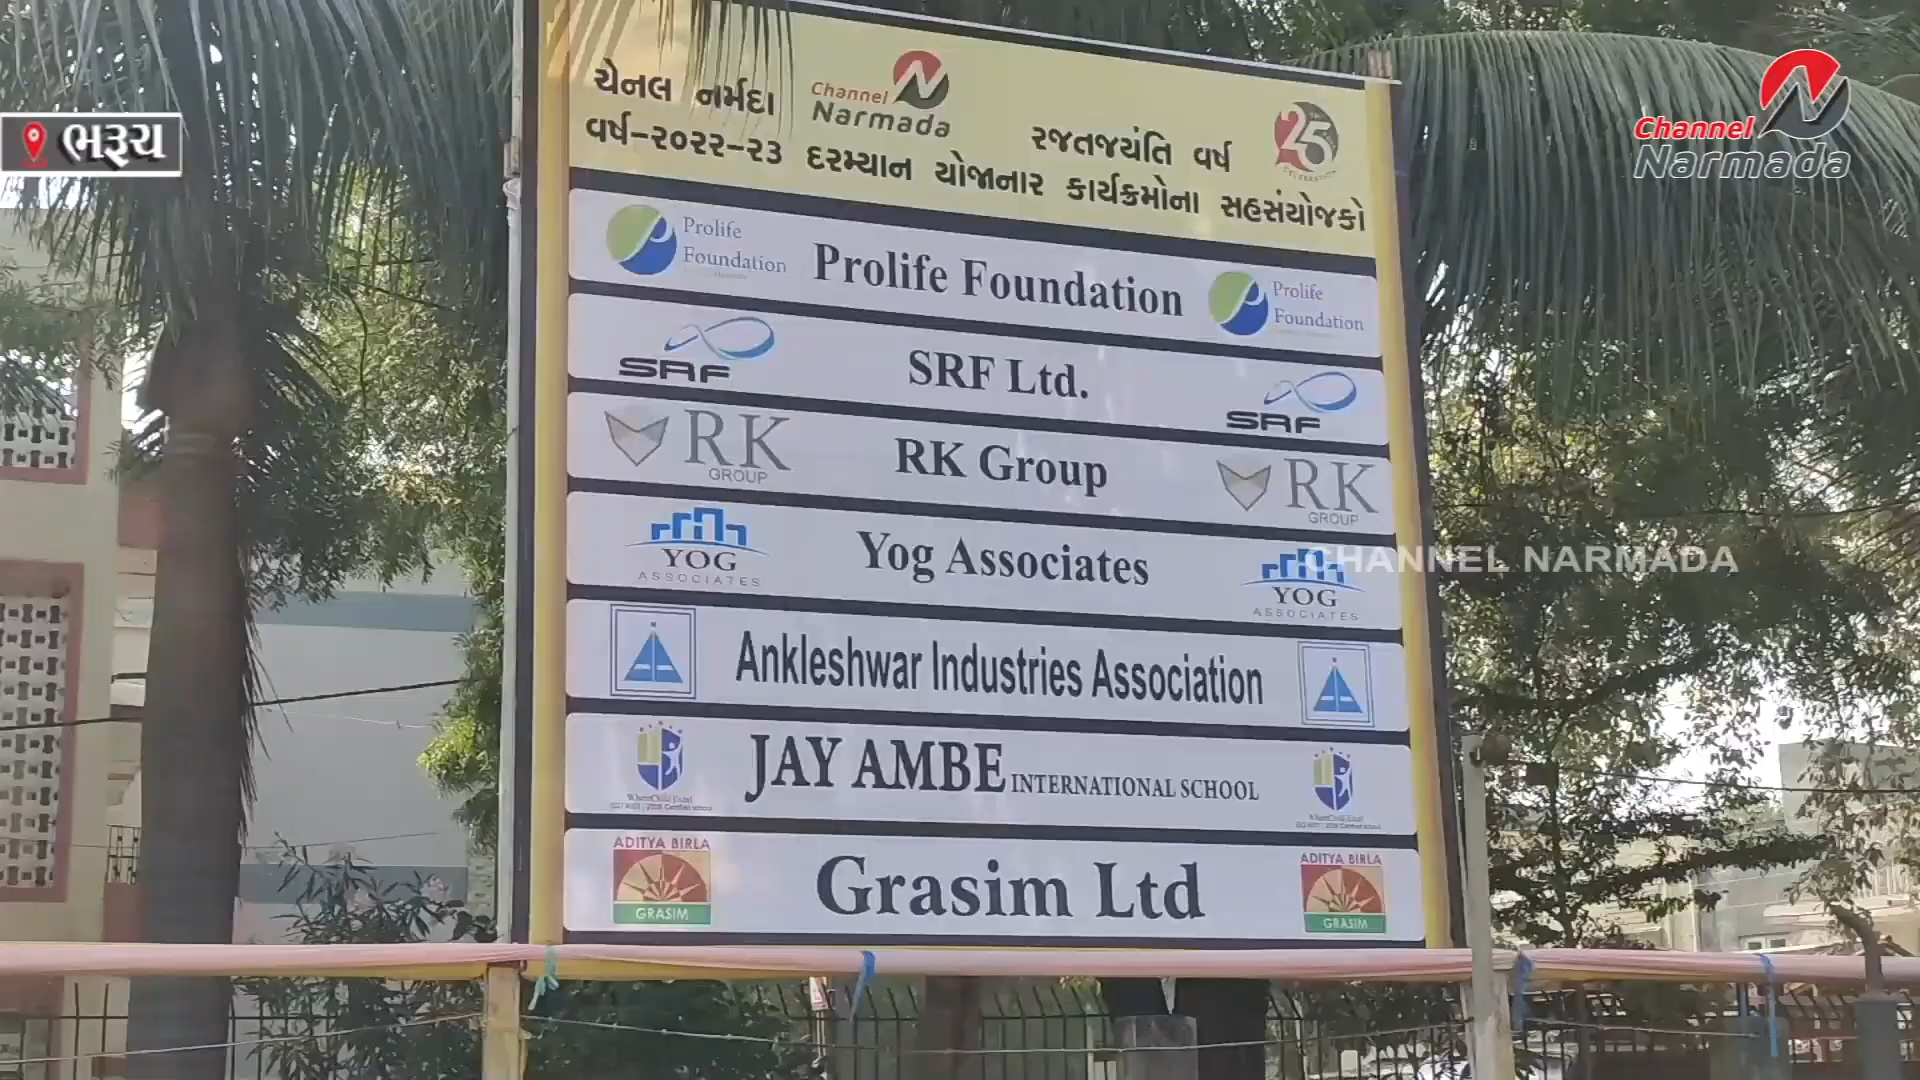 ભરૂચ
Channel
Narmada
ચેનલ નર્મદા
Channel
Narmada
રજતજયંતિ વર્ષ
25
CELEBRATION
વર્ષ-૨૦૨૨-૨૩ દરમ્યાન યોજાનાર કાર્યક્રમોના સહસંયોજકો
Prolife
Foundation
Prolife Foundation
Prolife
Foundation
SRF
SRF Ltd.
SRF
RK
GROUP
RK Group
RK
GROUP
YOG
ASSOCIATES
Yog Associates
YOG
ASSOCIATES
CHANNEL NARMADA
Ankleshwar Industries Association
JAY AMBE INTERNATIONAL SCHOOL
ADITYA BIRLA
GRASIM
Grasim Ltd
ADITYA BIRLA
GRASIM